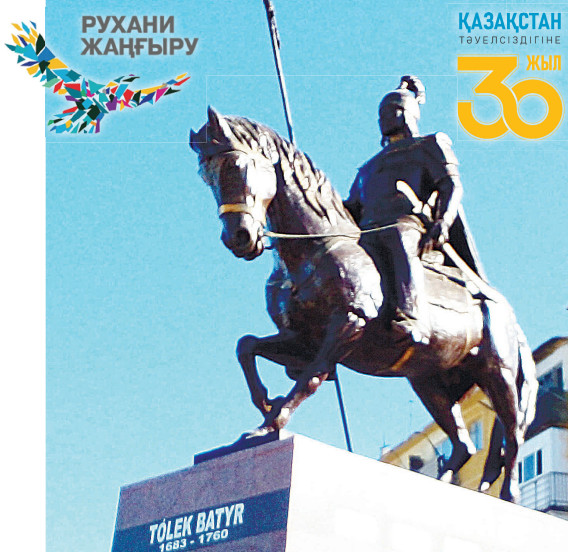 РУХАНИ
ЖАҢҒЫРУ
ҚАЗАҚСТАН
ТӘУЕЛСІЗДІГІНЕ
30 ЖЫЛ
TÓLEK BATYR
1683 - 1760